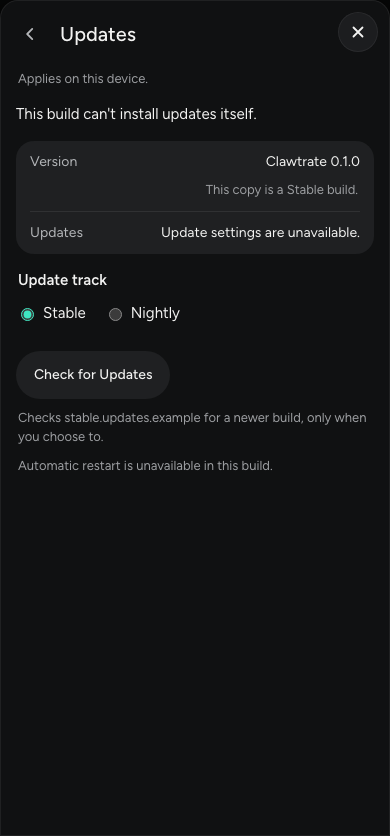 Updates
Applies on this device.
This build can't install updates itself.
Version Clawtrate 0.1.0
This copy is a Stable build.
Updates Update settings are unavailable.
Update track
Stable Nightly
Check for Updates
Checks stable.updates.example for a newer build, only when
you choose to.
Automatic restart is unavailable in this build.